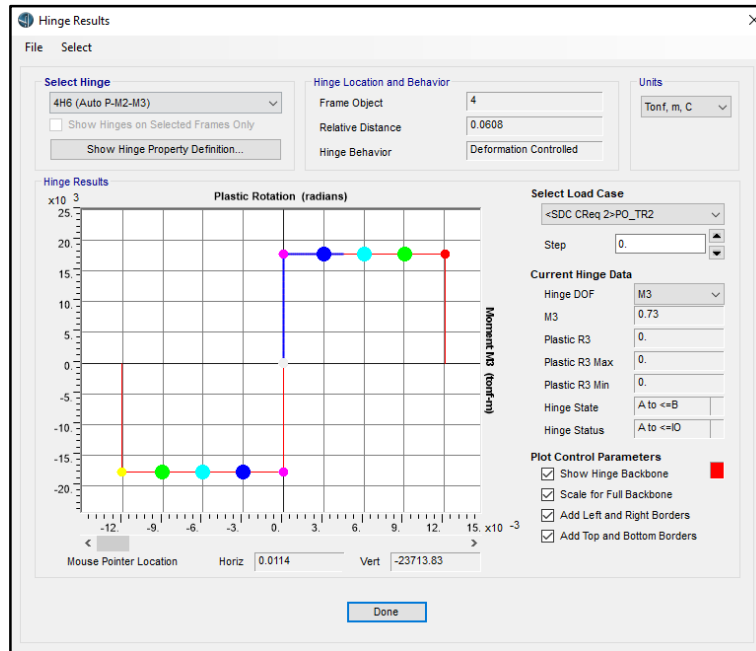 Hinge Results
File Select
Select Hinge
4H6 (Auto P-M2-M3)
Show Hinges on Selected Frames Only
Show Hinge Property Definition...
Hinge Location and Behavior
Frame Object 4
Relative Distance 0.0608
Hinge Behavior Deformation Controlled
Units
Tonf, m, C
Hinge Results
x10 3
Plastic Rotation (radians)
25.
20.
15.
10.
5.
0.
-5.
-10.
-15.
-20.
Moment M3 (tonf-m)
-12. -9. -6. -3. 0. 3. 6. 9. 12. 15. x10 -3
Mouse Pointer Location Horiz 0.0114 Vert -23713.83
Select Load Case
<SDC CReq 2>PO_TR2
Step 0.
Current Hinge Data
Hinge DOF M3
M3 0.73
Plastic R3 0.
Plastic R3 Max 0.
Plastic R3 Min 0.
Hinge State A to <=B
Hinge Status A to <=IO
Plot Control Parameters
Show Hinge Backbone
Scale for Full Backbone
Add Left and Right Borders
Add Top and Bottom Borders
Done